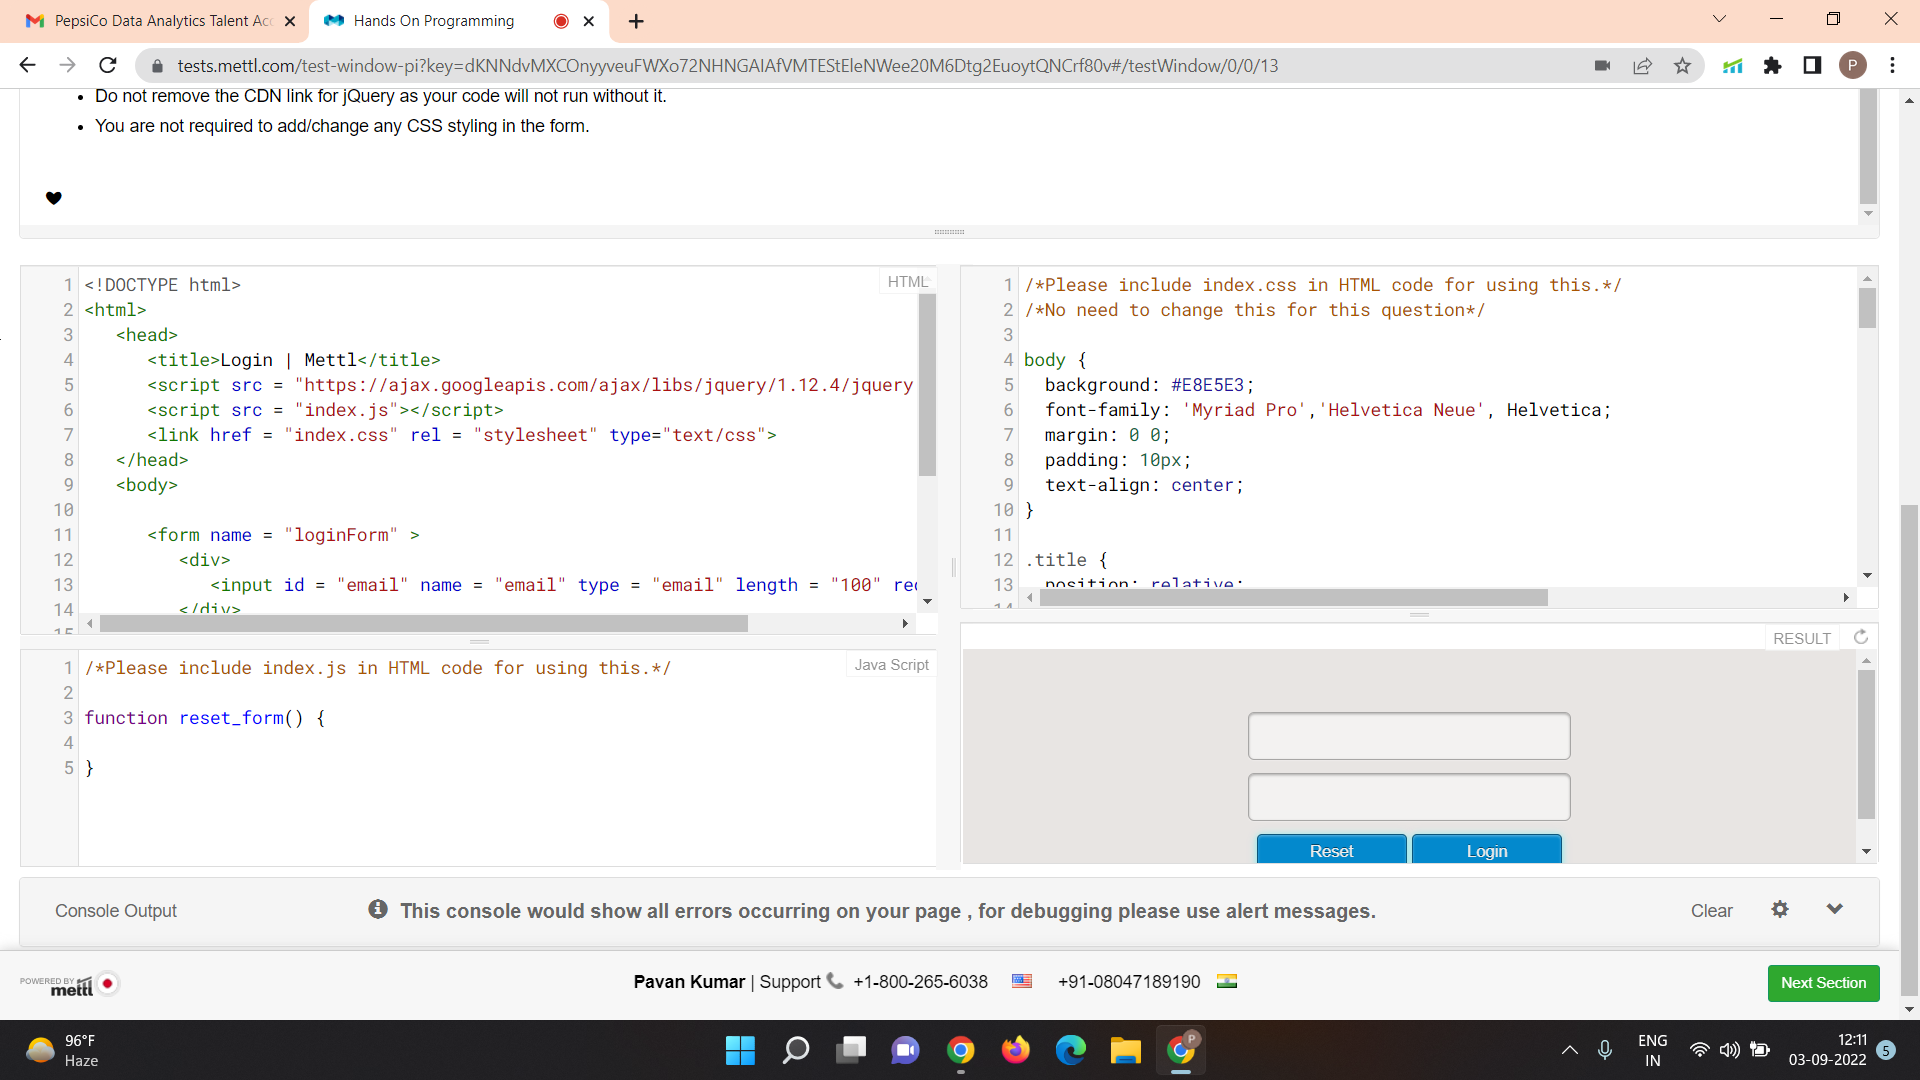 PepsiCo Data Analytics Talent Acc
Hands On Programming
tests.mettl.com/test-window-pi?key=dKNNdvMXCOnyyveuFWXo72NHNGAIAfVMTEStEleNWee20M6Dtg2EuoytQNCrf80v#/testWindow/0/0/13
P
• Do not remove the CDN link for jQuery as your code will not run without it.
• You are not required to add/change any CSS styling in the form.
HTML
1 <!DOCTYPE html>
2 <html>
3 <head>
4 <title>Login | Mettl</title>
5 <script src = "https://ajax.googleapis.com/ajax/libs/jquery/1.12.4/jquery
6 <script src = "index.js"></script>
7 <link href = "index.css" rel = "stylesheet" type="text/css">
8 </head>
9 <body>
10
11 <form name = "loginForm" >
12 <div>
13 <input id = "email" name = "email" type = "email" length = "100" rec
14 </div>
15
1 /*Please include index.css in HTML code for using this.*/
2 /*No need to change this for this question*/
3
4 body {
5 background: #E8E5E3;
6 font-family: 'Myriad Pro','Helvetica Neue', Helvetica;
7 margin: 0 0;
8 padding: 10px;
9 text-align: center;
10 }
11
12 .title {
13 position: relative;
14
Java Script
1 /*Please include index.js in HTML code for using this.*/
2
3 function reset_form() {
4
5 }
RESULT
Reset
Login
Console Output
This console would show all errors occurring on your page , for debugging please use alert messages.
Clear
POWERED BY
mettl
Pavan Kumar | Support +1-800-265-6038 +91-08047189190
Next Section
96°F
Haze
P
ENG
IN
12:11
03-09-2022
5